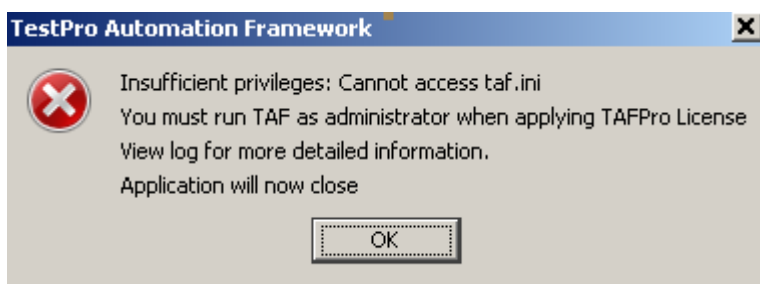 TestPro Automation Framework
Insufficient privileges: Cannot access taf.ini
You must run TAF as administrator when applying TAFPro License
View log for more detailed information.
Application will now close
OK